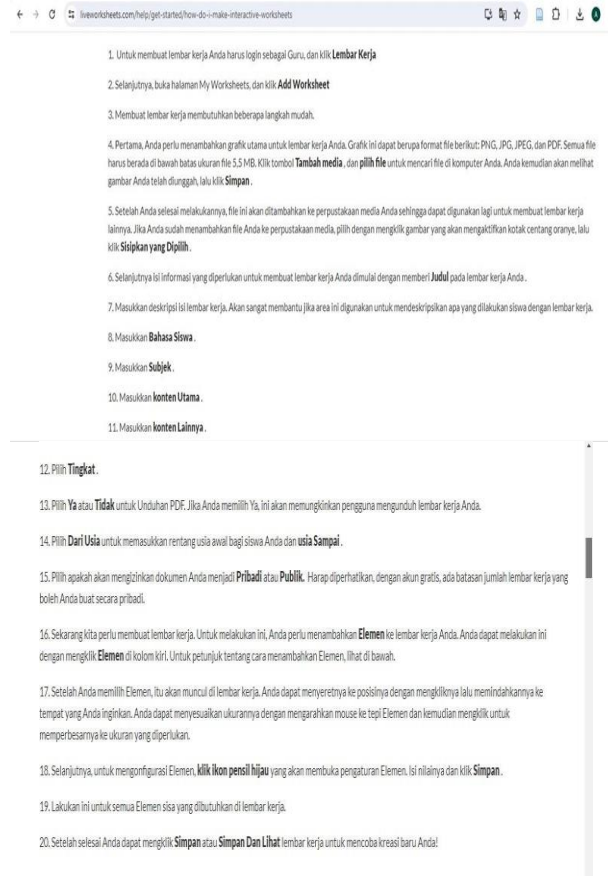 liveworksheets.com/help/get-started/how-do-i-make-interactive-worksheets
1. Untuk membuat lembar kerja Anda harus login sebagai Guru, dan klik Lembar Kerja
2. Selanjutnya, buka halaman My Worksheets, dan klik Add Worksheet
3. Membuat lembar kerja membutuhkan beberapa langkah mudah.
4. Pertama, Anda perlu menambahkan grafik utama untuk lembar kerja Anda. Grafik ini dapat berupa format file berikut: PNG, JPG, JPEG, dan PDF. Semua file
harus berada di bawah batas ukuran file 5,5 MB. Klik tombol Tambah media , dan pilih file untuk mencari file di komputer Anda. Anda kemudian akan melihat
gambar Anda telah diunggah, lalu klik Simpan .
5. Setelah Anda selesai melakukannya, file ini akan ditambahkan ke perpustakaan media Anda sehingga dapat digunakan lagi untuk membuat lembar kerja
lainnya. Jika Anda sudah menambahkan file Anda ke perpustakaan media, pilih dengan mengklik gambar yang akan mengaktifkan kotak centang oranye, lalu
klik Sisipkan yang Dipilih .
6. Selanjutnya isi informasi yang diperlukan untuk membuat lembar kerja Anda dimulai dengan memberi Judul pada lembar kerja Anda .
7. Masukkan deskripsi isi lembar kerja. Akan sangat membantu jika area ini digunakan untuk mendeskripsikan apa yang dilakukan siswa dengan lembar kerja.
8. Masukkan Bahasa Siswa .
9. Masukkan Subjek .
10. Masukkan konten Utama .
11. Masukkan konten Lainnya .
12. Pilih Tingkat .
13. Pilih Ya atau Tidak untuk Unduhan PDF. Jika Anda memilih Ya, ini akan memungkinkan pengguna mengunduh lembar kerja Anda.
14. Pilih Dari Usia untuk memasukkan rentang usia awal bagi siswa Anda dan usia Sampai .
15. Pilih apakah akan mengizinkan dokumen Anda menjadi Pribadi atau Publik. Harap diperhatikan, dengan akun gratis, ada batasan jumlah lembar kerja yang
boleh Anda buat secara pribadi.
16. Sekarang kita perlu membuat lembar kerja. Untuk melakukan ini, Anda perlu menambahkan Elemen ke lembar kerja Anda. Anda dapat melakukan ini
dengan mengklik Elemen di kolom kiri. Untuk petunjuk tentang cara menambahkan Elemen, lihat di bawah.
17. Setelah Anda memilih Elemen, itu akan muncul di lembar kerja. Anda dapat menyeretnya ke posisinya dengan mengkliknya lalu memindahkannya ke
tempat yang Anda inginkan. Anda dapat menyesuaikan ukurannya dengan mengarahkan mouse ke tepi Elemen dan kemudian mengklik untuk
memperbesarnya ke ukuran yang diperlukan.
18. Selanjutnya, untuk mengonfigurasi Elemen, klik ikon pensil hijau yang akan membuka pengaturan Elemen. Isi nilainya dan klik Simpan .
19. Lakukan ini untuk semua Elemen sisa yang dibutuhkan di lembar kerja.
20. Setelah selesai Anda dapat mengklik Simpan atau Simpan Dan Lihat lembar kerja untuk mencoba kreasi baru Anda!